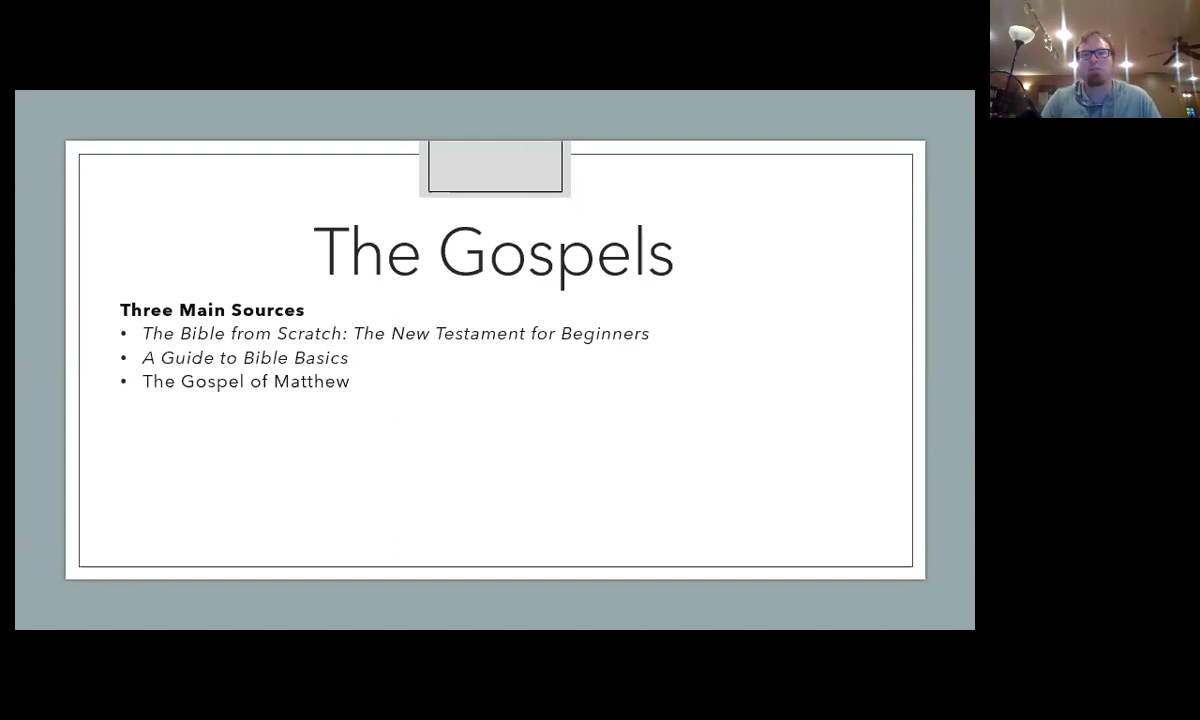 The Gospels
Three Main Sources
• The Bible from Scratch: The New Testament for Beginners
• A Guide to Bible Basics
• The Gospel of Matthew